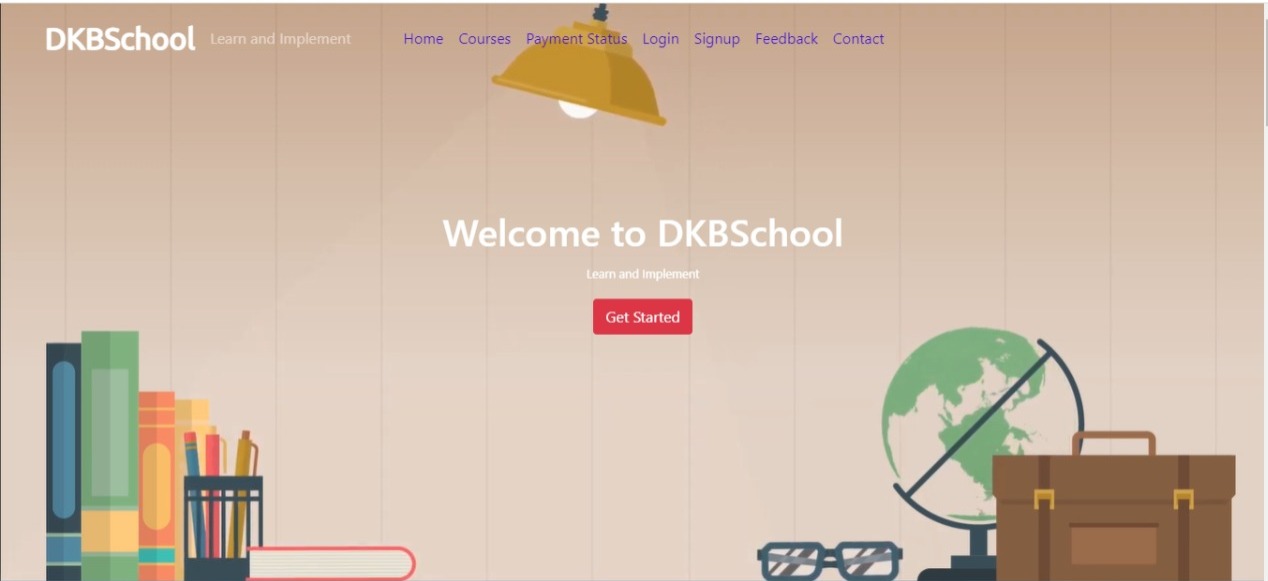 DKBSchool Learn and Implement Home Courses Payment Status Login Signup Feedback Contact
Welcome to DKBSchool
Learn and Implement
Get Started